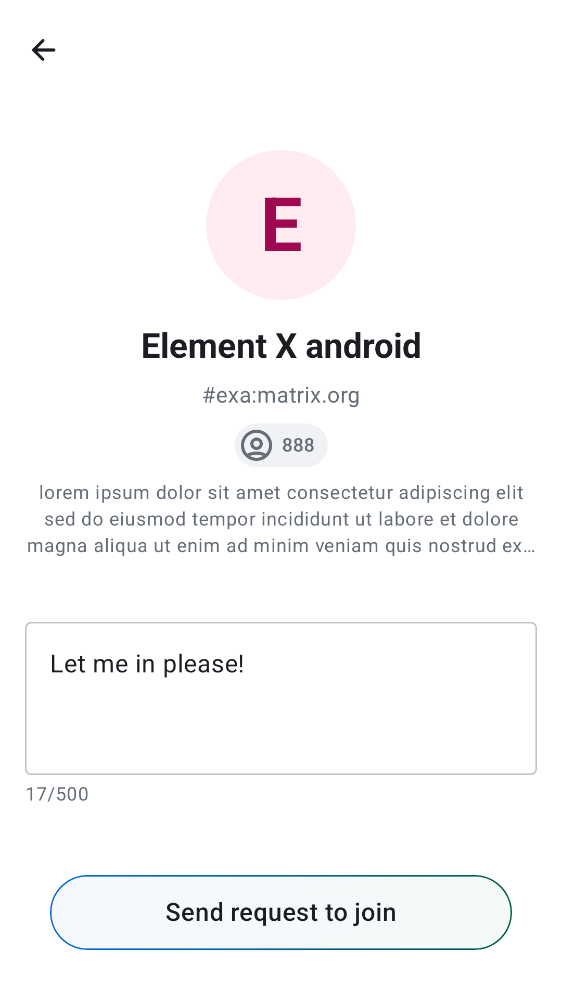 E
Element X android
#exa:matrix.org
888
lorem ipsum dolor sit amet consectetur adipiscing elit
sed do eiusmod tempor incididunt ut labore et dolore
magna aliqua ut enim ad minim veniam quis nostrud ex…
Let me in please!
17/500
Send request to join